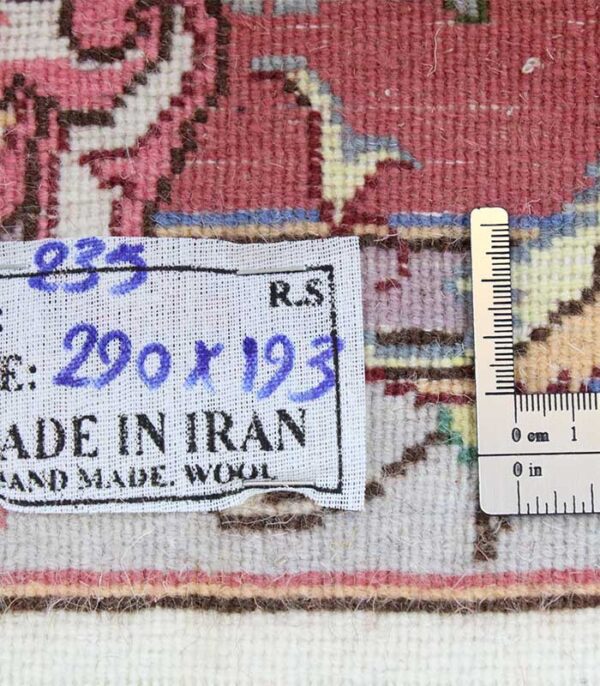 : 835
R.S
E: 290 x 193
ADE IN IRAN
AND MADE. WOOL
0 cm 1
0 in